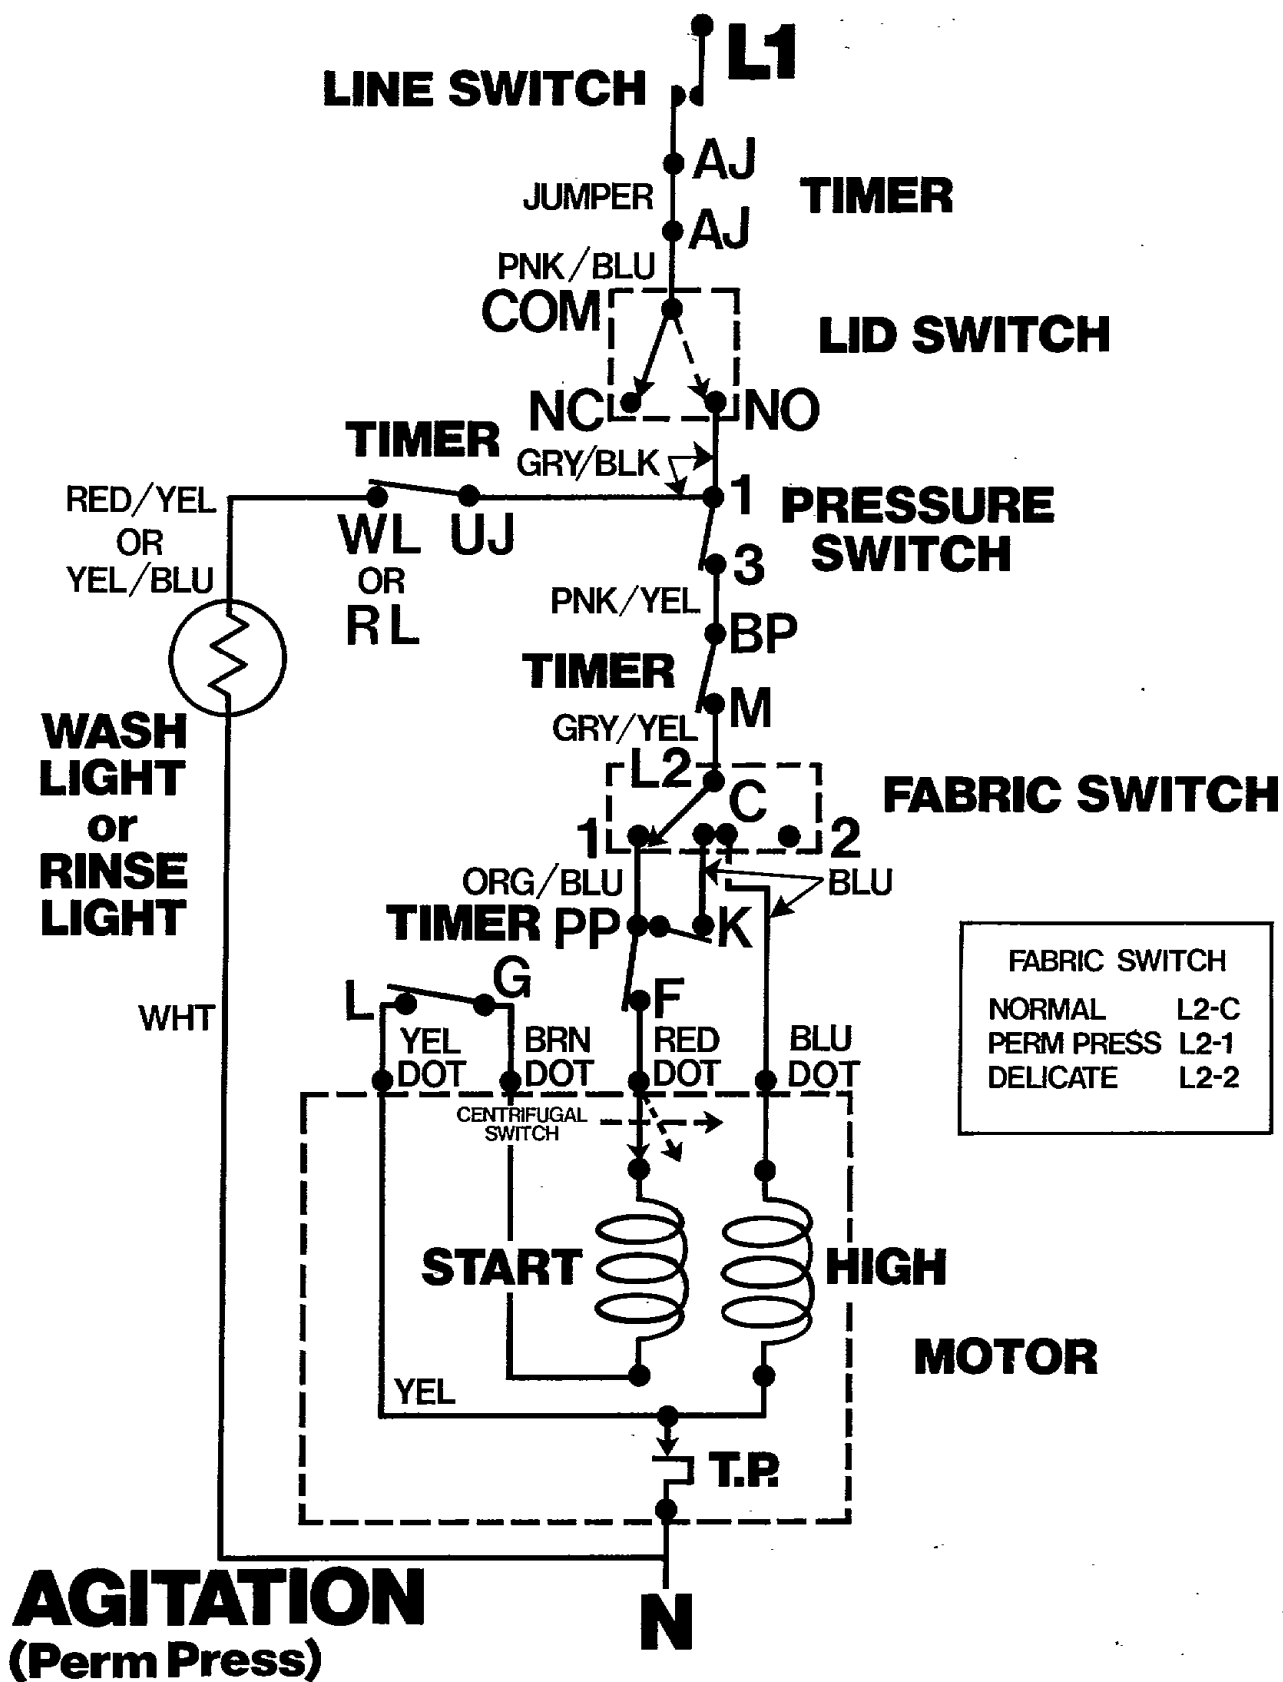 L1
LINE SWITCH
AJ
JUMPER
TIMER
AJ
PNK/BLU
COM
LID SWITCH
NC
NO
TIMER
GRY/BLK
RED/YEL
OR
YEL/BLU
WL
UJ
OR
RL
1
PRESSURE
SWITCH
3
PNK/YEL
BP
TIMER
M
GRY/YEL
WASH
LIGHT
or
RINSE
LIGHT
L2
C
FABRIC SWITCH
1
2
ORG/BLU
BLU
TIMER
PP
K
L
G
F
WHT
YEL
DOT
BRN
DOT
RED
DOT
BLU
DOT
FABRIC SWITCH
NORMAL L2-C
PERM PRESS L2-1
DELICATE L2-2
CENTRIFUGAL
SWITCH
START
HIGH
MOTOR
YEL
T.P.
AGITATION
(Perm Press)
N